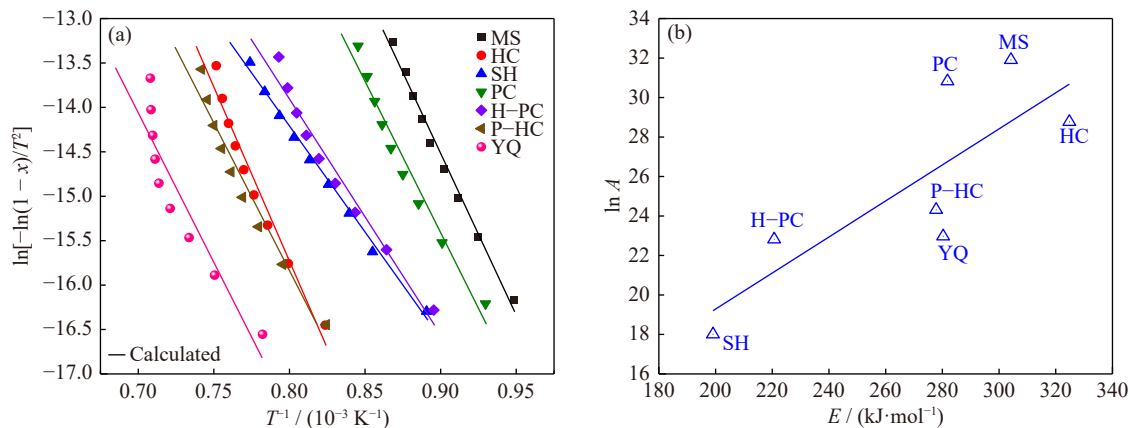 (a)
MS
HC
SH
PC
H−PC
P−HC
YQ
— Calculated
ln[−ln(1 − x)/T²]
−13.0
−13.5
−14.0
−14.5
−15.0
−15.5
−16.0
−16.5
−17.0
0.70 0.75 0.80 0.85 0.90 0.95
T⁻¹ / (10⁻³ K⁻¹)
(b)
MS
PC
HC
P−HC
H−PC
YQ
SH
ln A
34
32
30
28
26
24
22
20
18
16
180 200 220 240 260 280 300 320 340
E / (kJ·mol⁻¹)